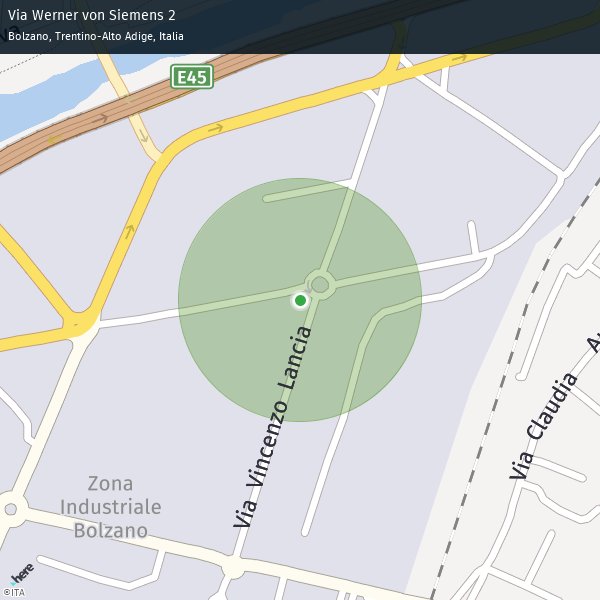 Via Werner von Siemens 2
Bolzano, Trentino-Alto Adige, Italia
E45
Via Vincenzo Lancia
Via Claudia
Zona
Industriale
Bolzano
here
©ITA